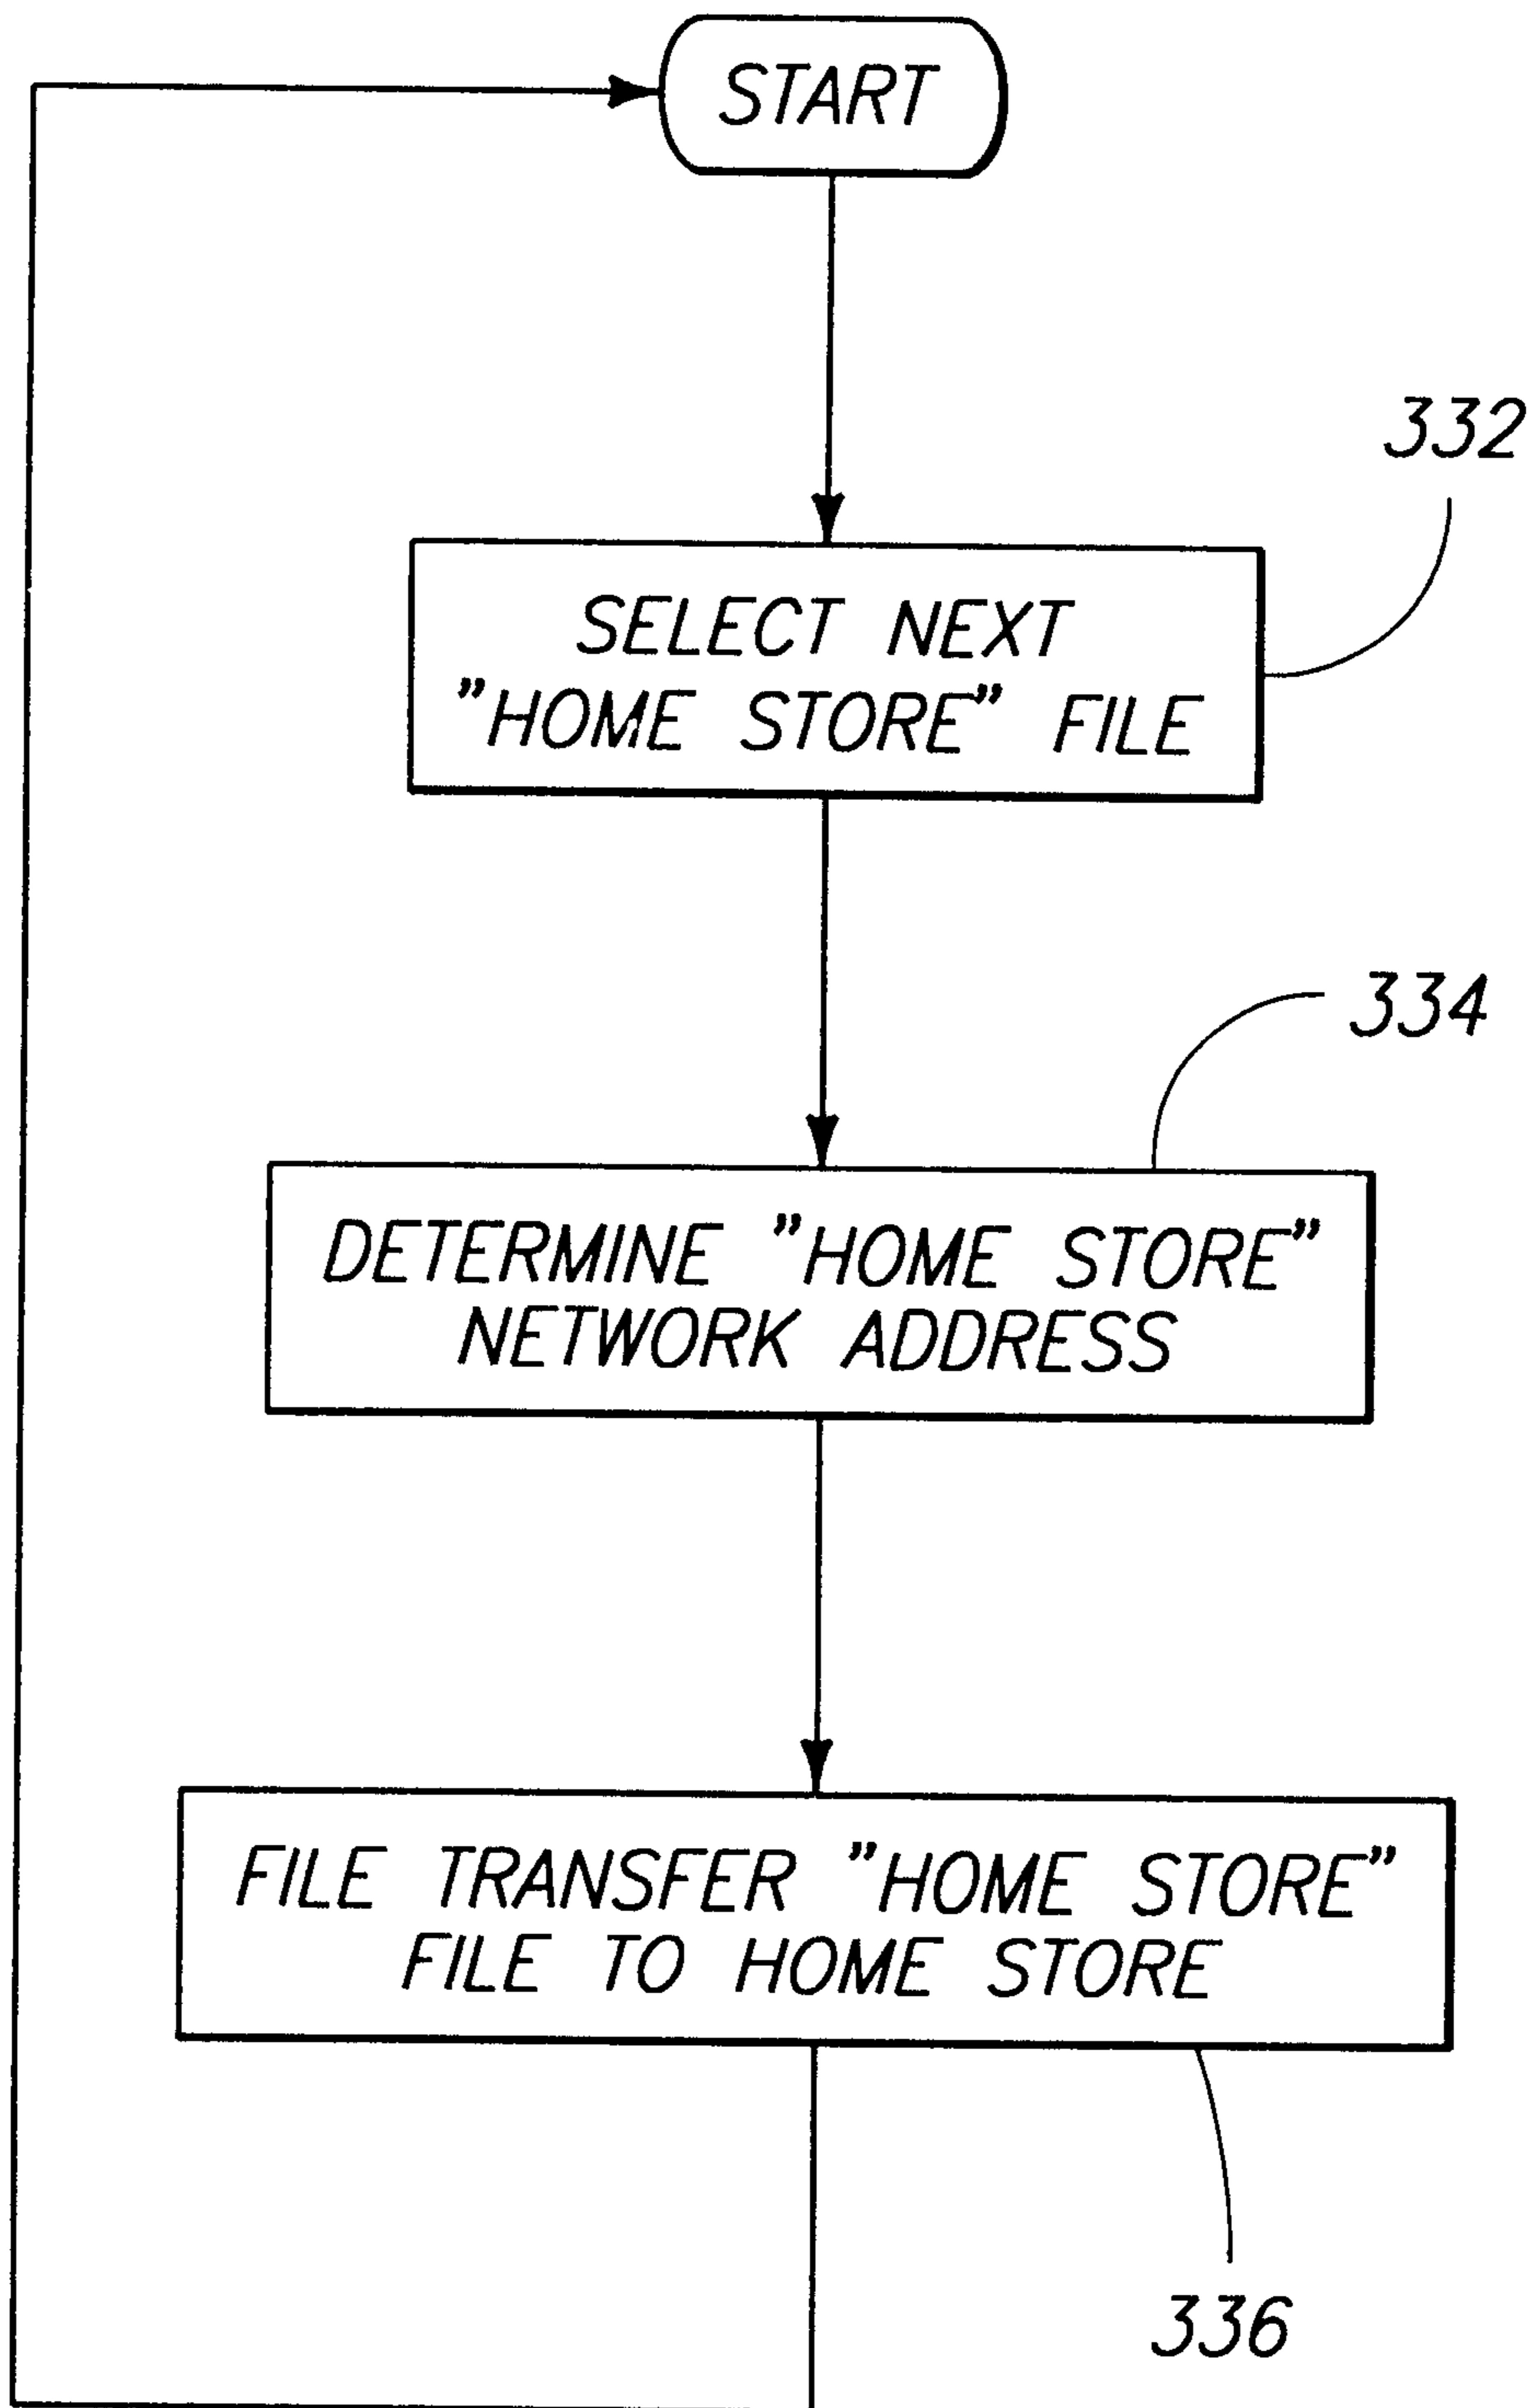 START
332
SELECT NEXT
"HOME STORE" FILE
334
DETERMINE "HOME STORE"
NETWORK ADDRESS
FILE TRANSFER "HOME STORE"
FILE TO HOME STORE
336